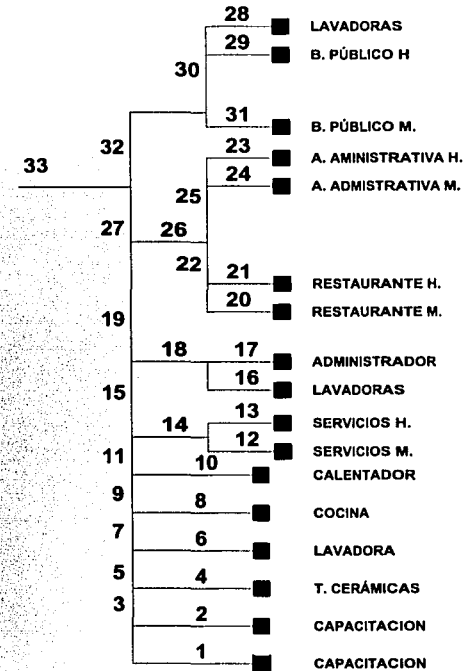 28 LAVADORAS
29 B. PÚBLICO H
30
31 B. PÚBLICO M.
32
23 A. AMINISTRATIVA H.
33
24 A. ADMISTRATIVA M.
25
27 26
22
21 RESTAURANTE H.
20 RESTAURANTE M.
19
18 17 ADMINISTRADOR
16 LAVADORAS
15
13 SERVICIOS H.
14
12 SERVICIOS M.
11
10 CALENTADOR
9
8 COCINA
7
6 LAVADORA
5
4 T. CERÁMICAS
3
2 CAPACITACION
1 CAPACITACION